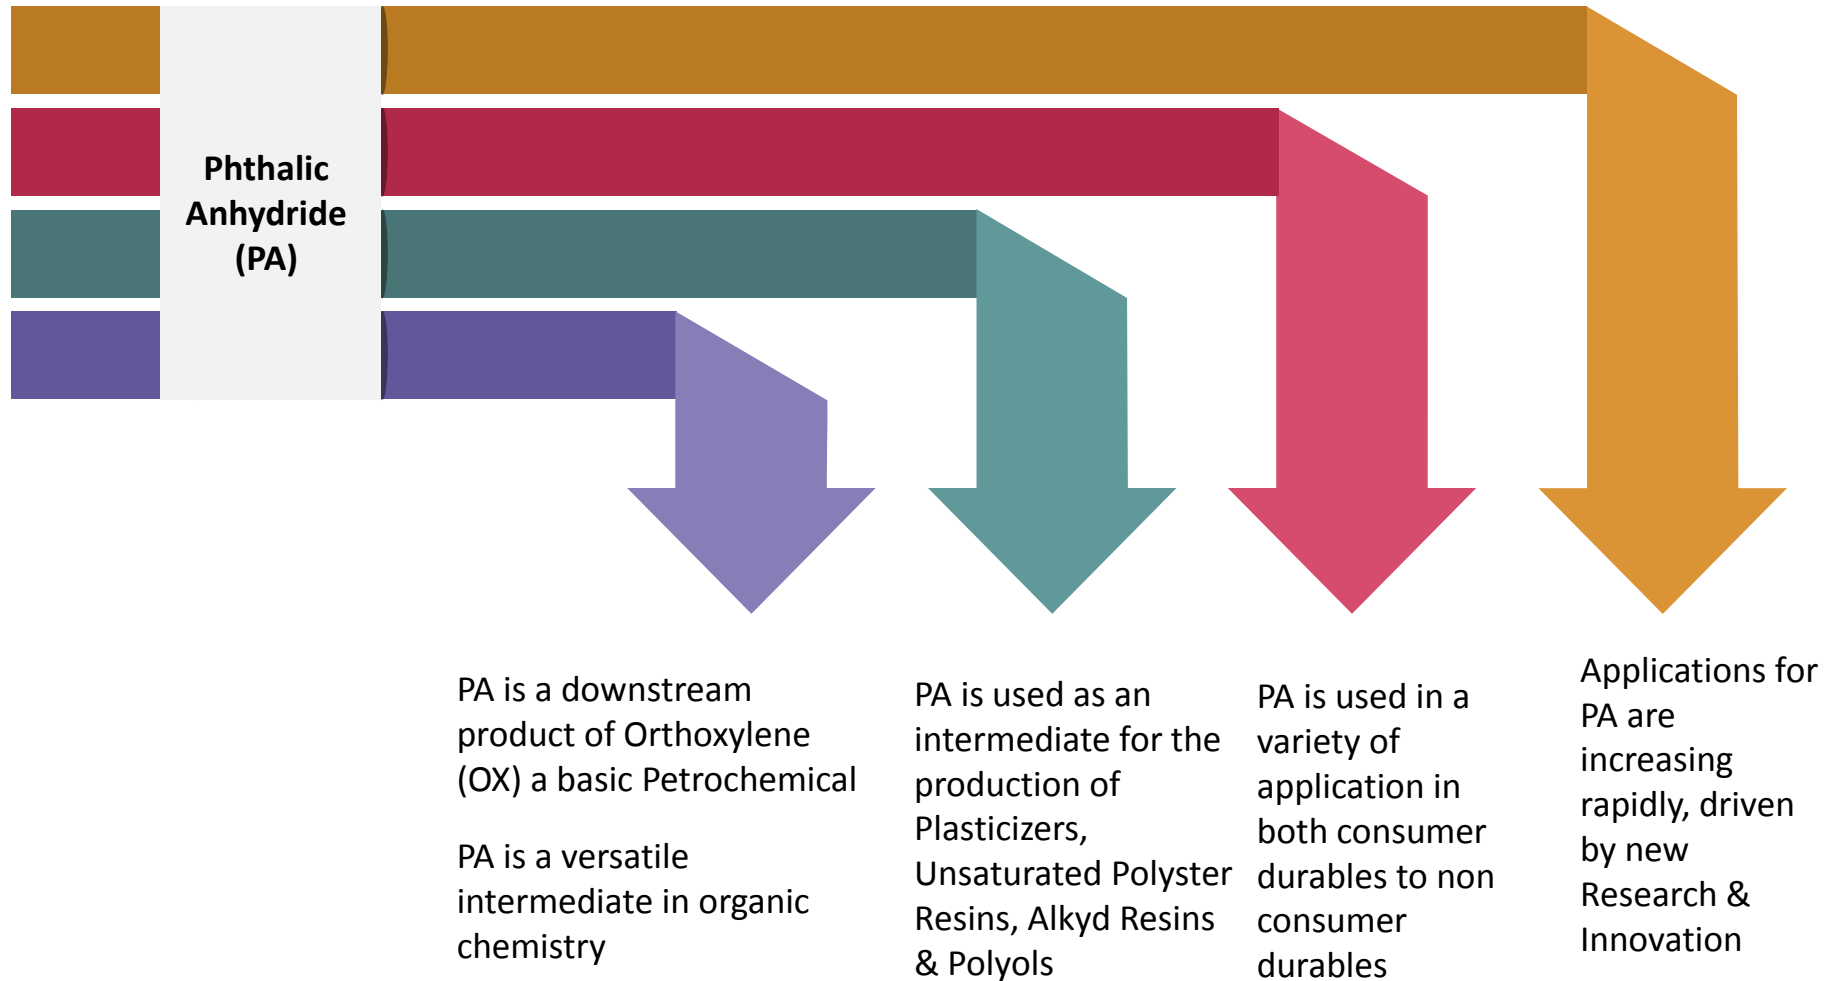 Phthalic
Anhydride
(PA)
PA is a downstream
product of Orthoxylene
(OX) a basic Petrochemical
PA is a versatile
intermediate in organic
chemistry
PA is used as an
intermediate for the
production of
Plasticizers,
Unsaturated Polyster
Resins, Alkyd Resins
& Polyols
PA is used in a
variety of
application in
both consumer
durables to non
consumer
durables
Applications for
PA are
increasing
rapidly, driven
by new
Research &
Innovation